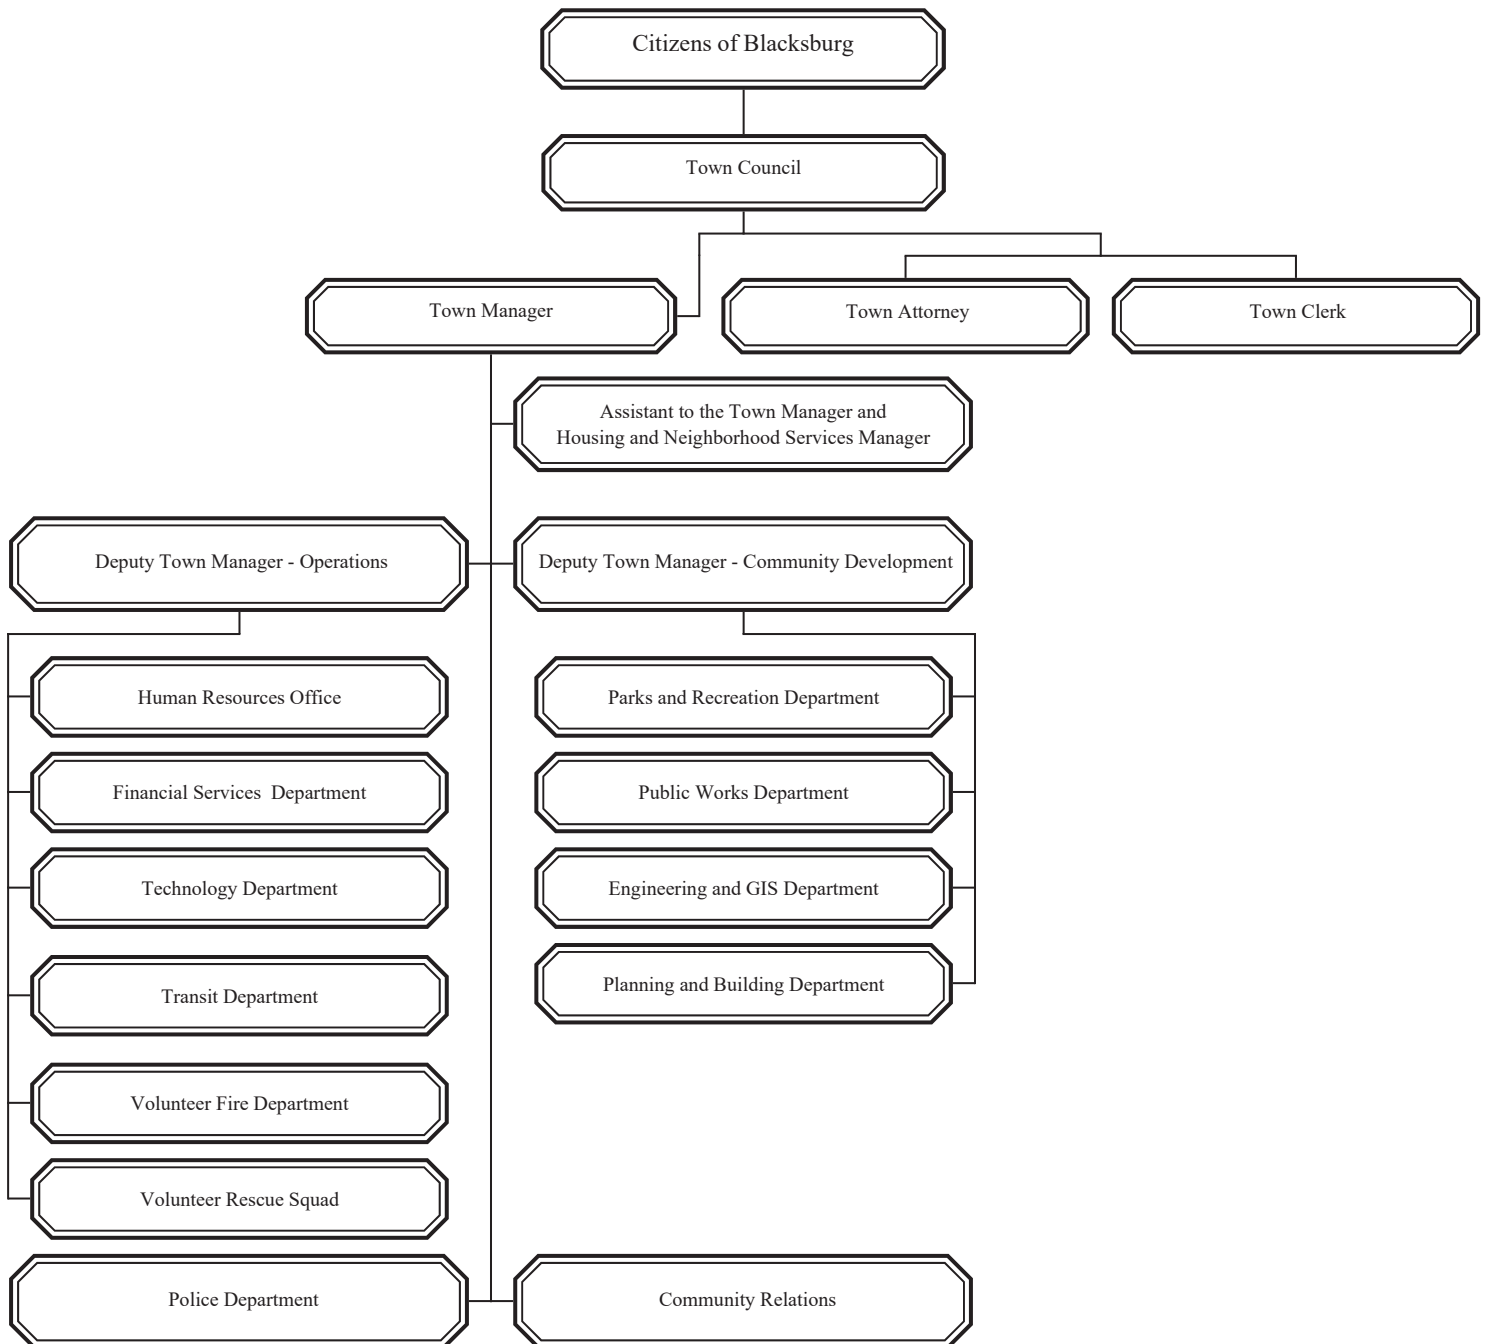 Citizens of Blacksburg
Town Council
Town Manager
Town Attorney
Town Clerk
Assistant to the Town Manager and
Housing and Neighborhood Services Manager
Deputy Town Manager - Operations
Deputy Town Manager - Community Development
Human Resources Office
Financial Services  Department
Technology Department
Transit Department
Volunteer Fire Department
Volunteer Rescue Squad
Parks and Recreation Department
Public Works Department
Engineering and GIS Department
Planning and Building Department
Police Department
Community Relations